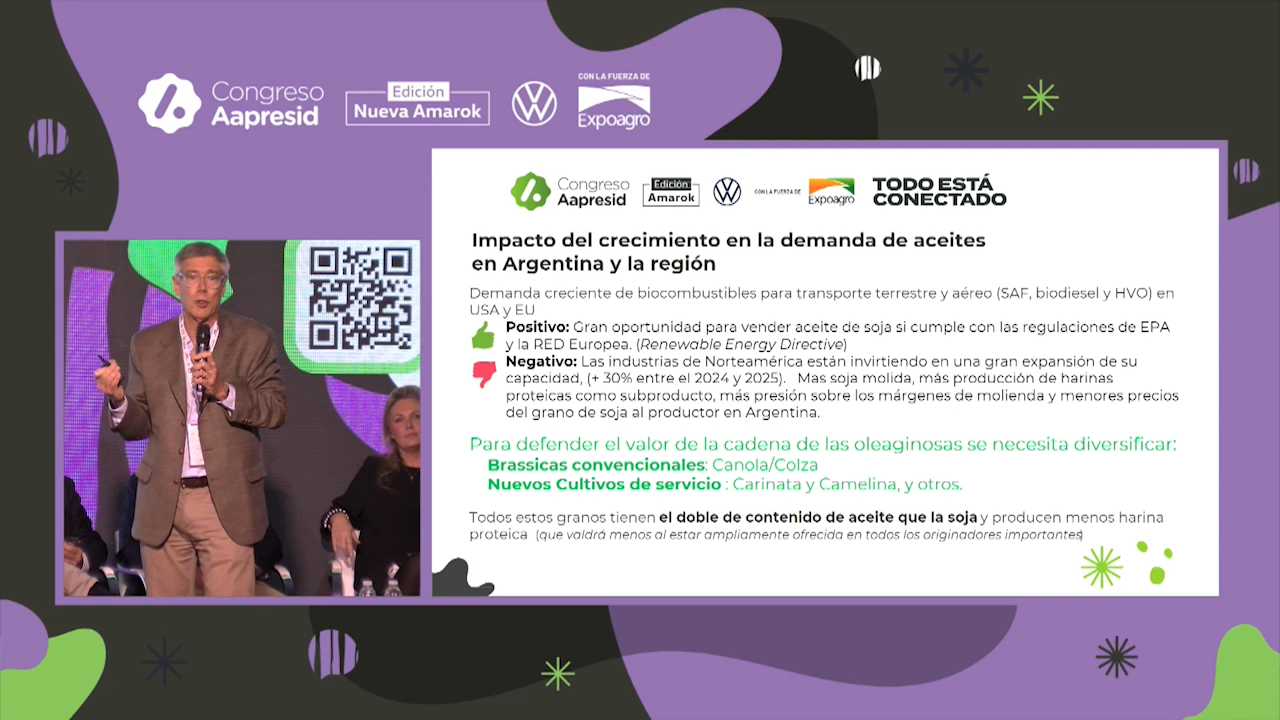 Congreso
Aapresid
Edición
Nueva Amarok
CON LA FUERZA DE
Expoagro
Congreso
Aapresid
Edición
Amarok
CON LA FUERZA DE
Expoagro
TODO ESTÁ
CONECTADO
Impacto del crecimiento en la demanda de aceites
en Argentina y la región
Demanda creciente de biocombustibles para transporte terrestre y aéreo (SAF, biodiesel y HVO) en
USA y EU
Positivo: Gran oportunidad para vender aceite de soja si cumple con las regulaciones de EPA
y la RED Europea. (Renewable Energy Directive)
Negativo: Las industrias de Norteamérica están invirtiendo en una gran expansión de su
capacidad, (+ 30% entre el 2024 y 2025). Mas soja molida, más producción de harinas
proteicas como subproducto, más presión sobre los márgenes de molienda y menores precios
del grano de soja al productor en Argentina.
Para defender el valor de la cadena de las oleaginosas se necesita diversificar:
Brassicas convencionales: Canola/Colza
Nuevos Cultivos de servicio : Carinata y Camelina, y otros.
Todos estos granos tienen el doble de contenido de aceite que la soja y producen menos harina
proteica (que valdrá menos al estar ampliamente ofrecida en todos los originadores importantes)